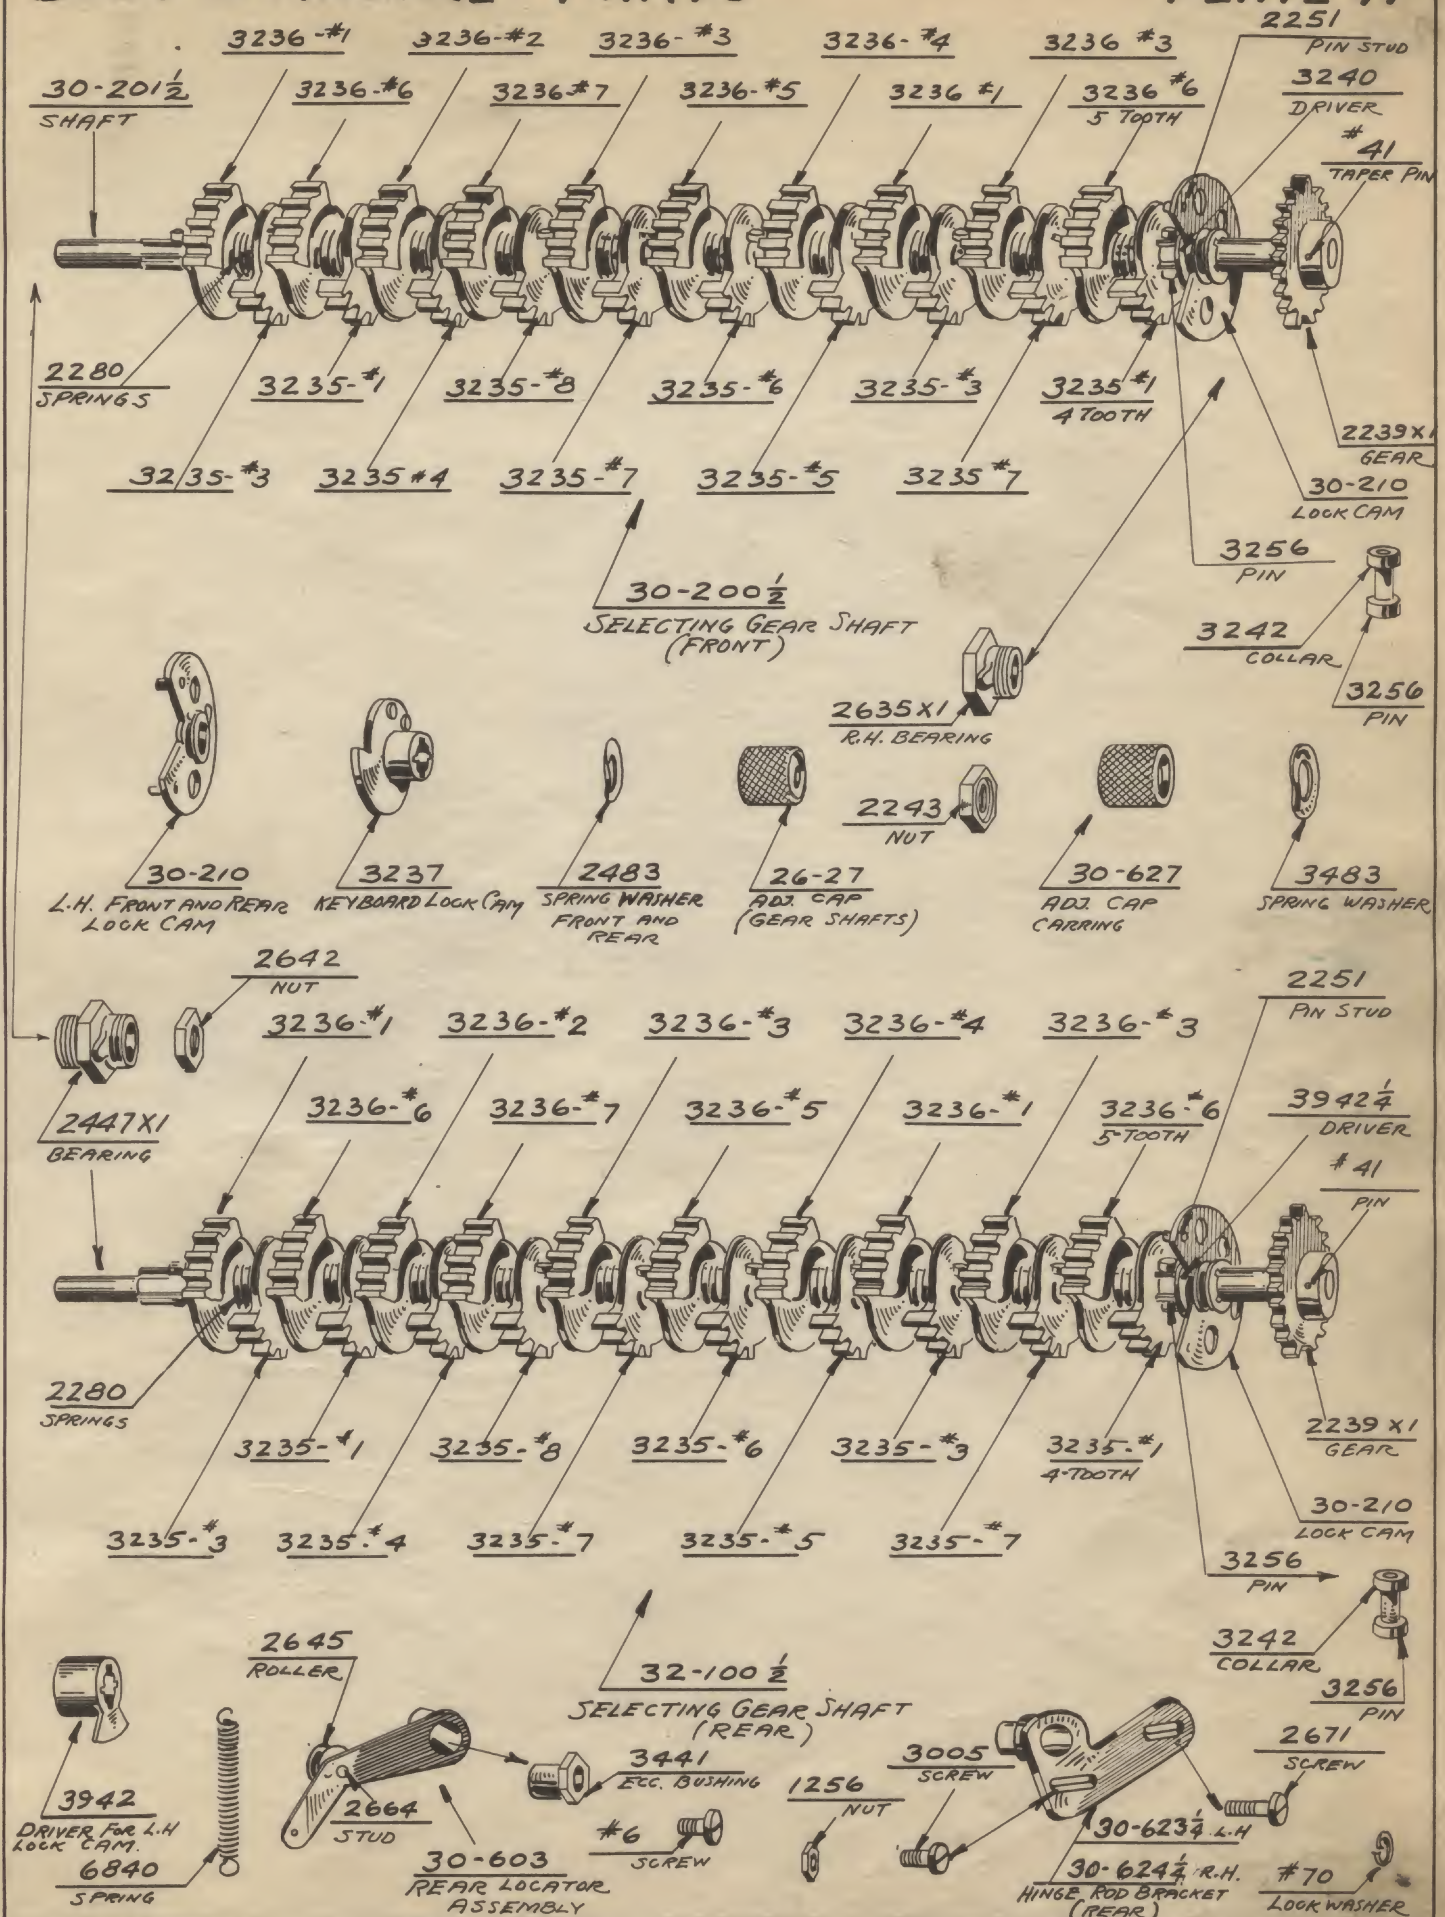 3236-#1
3236-#2
3236-#3
3236-#4
3236 #3
2251
PIN STUD
30-201½
SHAFT
3236-#6
3236#7
3236-#5
3236 #1
3236 #6
5 TOOTH
3240
DRIVER
#41
TAPER PIN
2280
SPRINGS
3235-#1
3235-#8
3235-#6
3235-#3
3235 #1
4 TOOTH
2239X1
GEAR
3235-#3
3235 #4
3235-#7
3235-#5
3235 #7
30-210
LOCK CAM
3256
PIN
30-200½
SELECTING GEAR SHAFT
(FRONT)
3242
COLLAR
3256
PIN
2635X1
R.H. BEARING
2243
NUT
30-210
L.H. FRONT AND REAR
LOCK CAM
3237
KEYBOARD LOCK CAM
2483
SPRING WASHER
FRONT AND
REAR
26-27
ADJ. CAP
(GEAR SHAFTS)
30-627
ADJ. CAP
CARRING
3483
SPRING WASHER
2642
NUT
2251
PIN STUD
3236-#1
3236-#2
3236-#3
3236-#4
3236-#3
2447X1
BEARING
3236-#6
3236-#7
3236-#5
3236-#1
3236-#6
5-TOOTH
3942¼
DRIVER
#41
PIN
2280
SPRINGS
3235-#1
3235-#8
3235-#6
3235-#3
3235-#1
4-TOOTH
2239 X1
GEAR
3235-#3
3235-#4
3235-#7
3235-#5
3235-#7
30-210
LOCK CAM
3256
PIN
32-100½
SELECTING GEAR SHAFT
(REAR)
3242
COLLAR
3256
PIN
2645
ROLLER
3942
DRIVER FOR L.H
LOCK CAM.
6840
SPRING
2664
STUD
30-603
REAR LOCATOR
ASSEMBLY
3441
ECC. BUSHING
#6
SCREW
1256
NUT
3005
SCREW
2671
SCREW
30-623¼ L.H
30-624¼ R.H.
HINGE ROD BRACKET
(REAR)
#70
LOCK WASHER